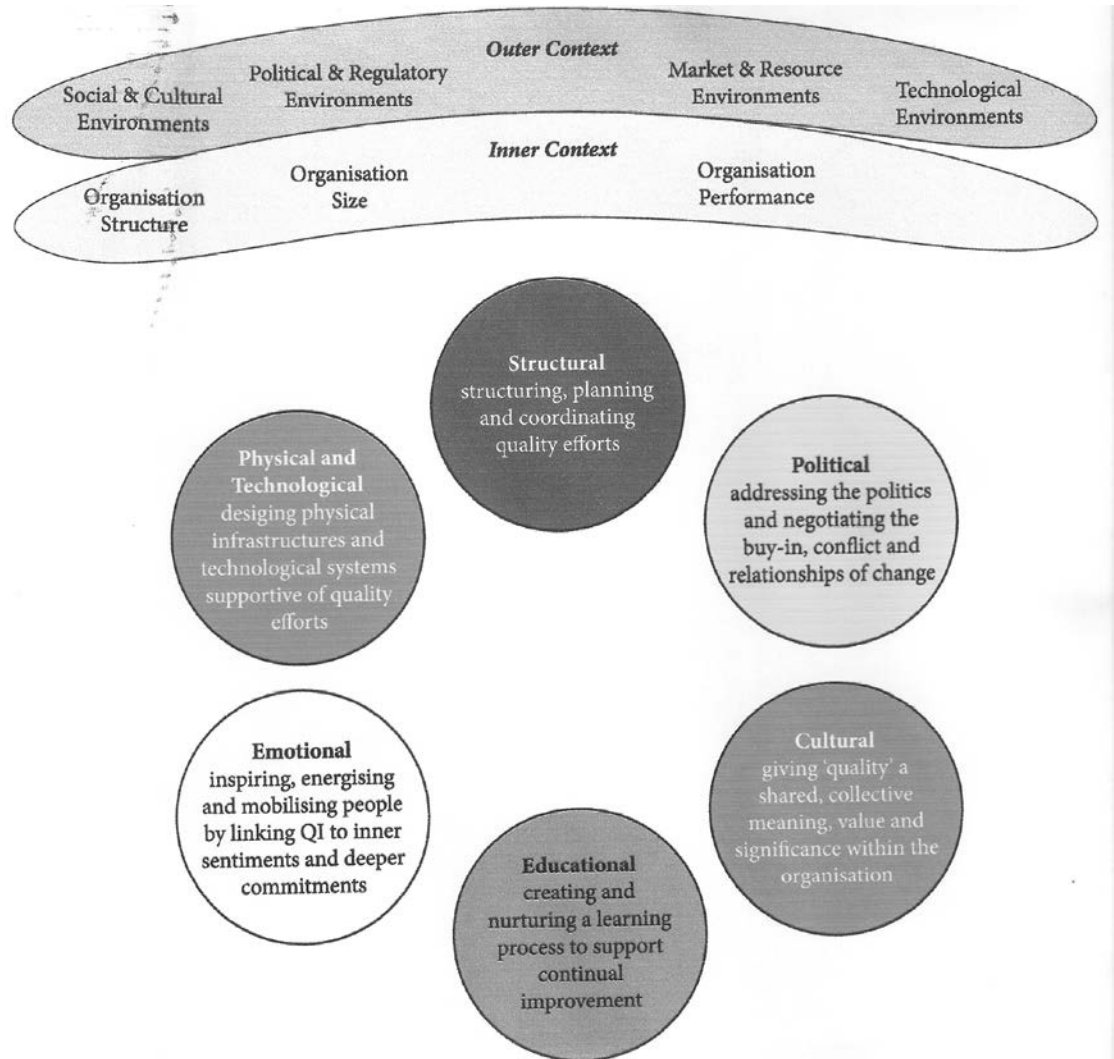 Outer Context
Social & Cultural
Environments
Political & Regulatory
Environments
Market & Resource
Environments
Technological
Environments
Inner Context
Organisation
Structure
Organisation
Size
Organisation
Performance
Structural
structuring, planning
and coordinating
quality efforts
Physical and
Technological
desiging physical
infrastructures and
technological systems
supportive of quality
efforts
Political
addressing the politics
and negotiating the
buy-in, conflict and
relationships of change
Emotional
inspiring, energising
and mobilising people
by linking QI to inner
sentiments and deeper
commitments
Cultural
giving ‘quality’ a
shared, collective
meaning, value and
significance within the
organisation
Educational
creating and
nurturing a learning
process to support
continual
improvement